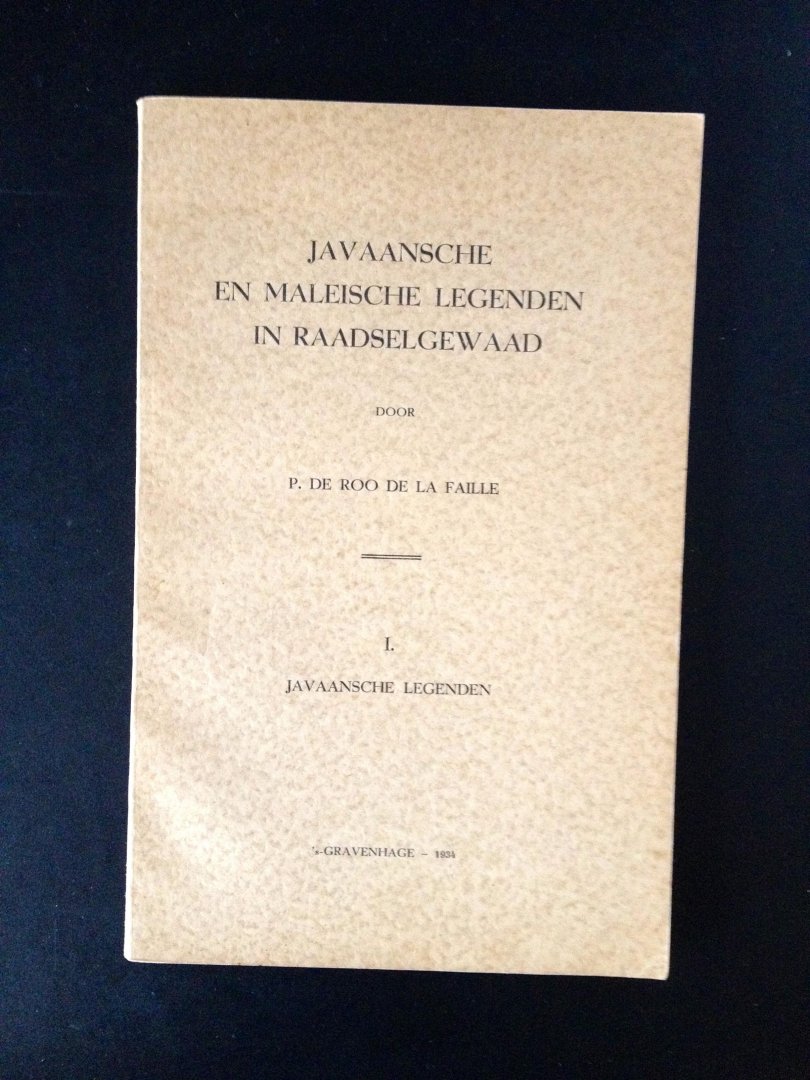 JAVAANSCHE
EN MALEISCHE LEGENDEN
IN RAADSELGEWAAD
DOOR
P. DE ROO DE LA FAILLE
I.
JAVAANSCHE LEGENDEN
's-GRAVENHAGE – 1934